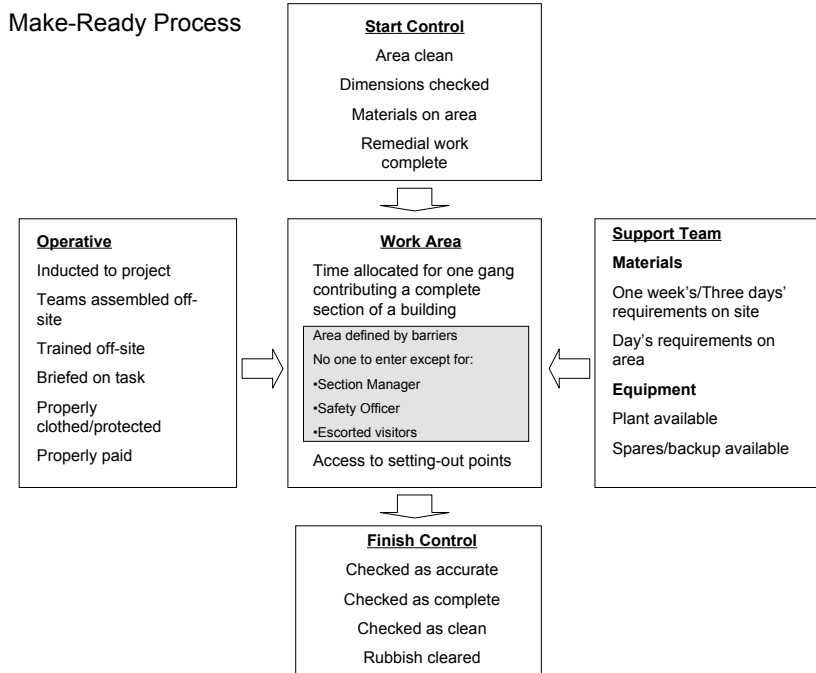 Make-Ready Process
Start Control
Area clean
Dimensions checked
Materials on area
Remedial work
complete
Operative
Inducted to project
Teams assembled off-
site
Trained off-site
Briefed on task
Properly
clothed/protected
Properly paid
Work Area
Time allocated for one gang
contributing a complete
section of a building
Area defined by barriers
No one to enter except for:
•Section Manager
•Safety Officer
•Escorted visitors
Access to setting-out points
Support Team
Materials
One week's/Three days'
requirements on site
Day's requirements on
area
Equipment
Plant available
Spares/backup available
Finish Control
Checked as accurate
Checked as complete
Checked as clean
Rubbish cleared